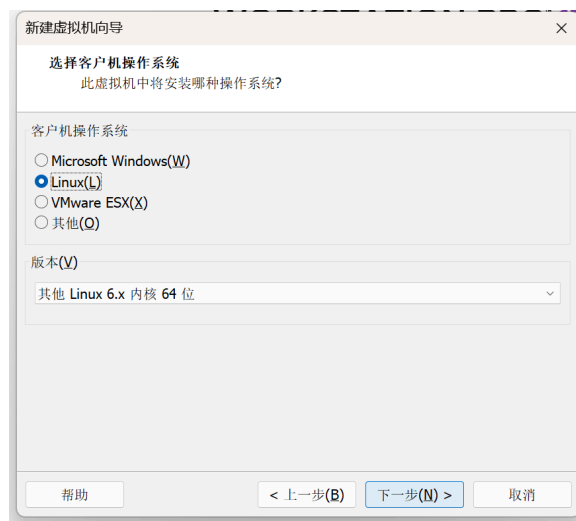 新建虚拟机向导
选择客户机操作系统
此虚拟机中将安装哪种操作系统?
客户机操作系统
Microsoft Windows(W)
Linux(L)
VMware ESX(X)
其他(O)
版本(V)
其他 Linux 6.x 内核 64 位
帮助
< 上一步(B)
下一步(N) >
取消